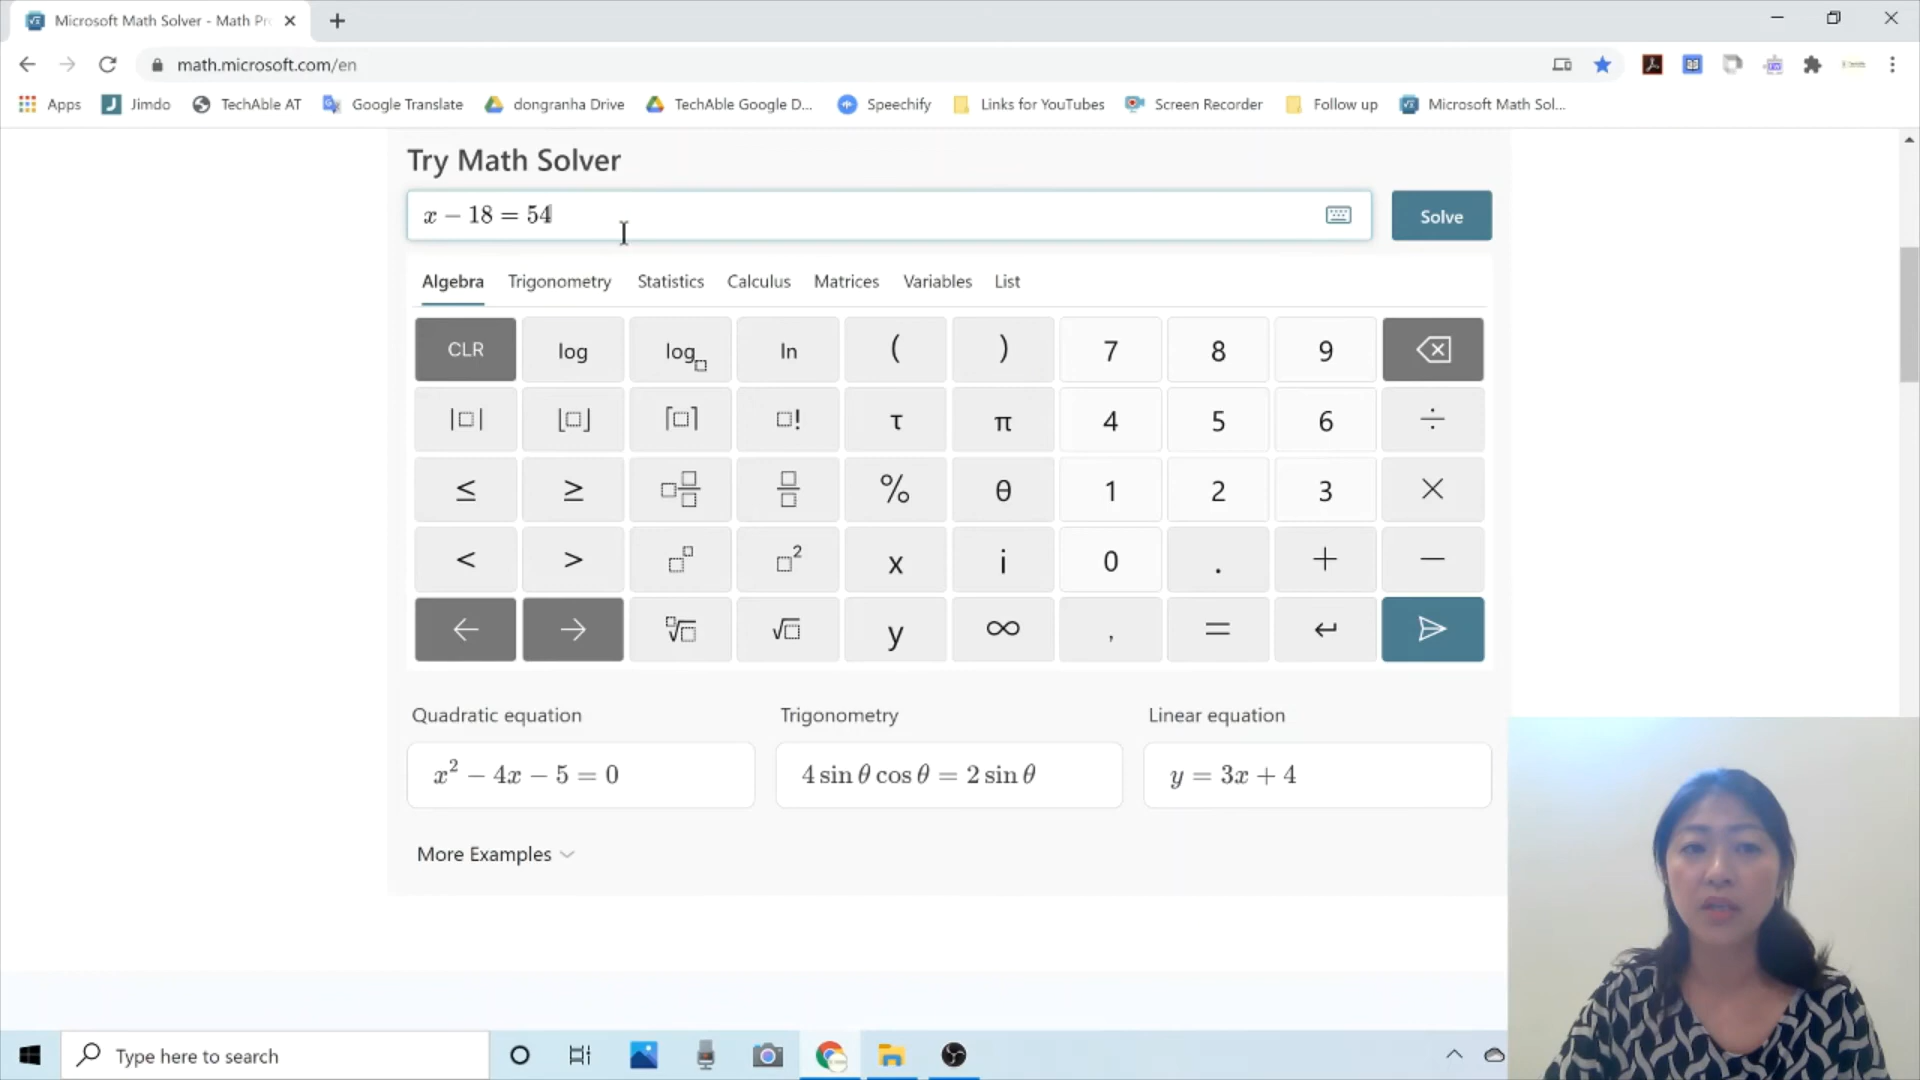 Microsoft Math Solver - Math Pr
math.microsoft.com/en
Apps Jimdo TechAble AT Google Translate dongranha Drive TechAble Google D... Speechify Links for YouTubes Screen Recorder Follow up Microsoft Math Sol...
Try Math Solver
x − 18 = 54
Solve
Algebra Trigonometry Statistics Calculus Matrices Variables List
CLR log log□ ln ( ) 7 8 9
|□| ⌊□⌋ ⌈□⌉ □! τ π 4 5 6 ÷
≤ ≥ □□/□ □/□ % θ 1 2 3 ×
< > □^□ □² x i 0 . + −
← → □√□ √□ y ∞ , = ↵
Quadratic equation Trigonometry Linear equation
x² − 4x − 5 = 0 4 sin θ cos θ = 2 sin θ y = 3x + 4
More Examples
Type here to search